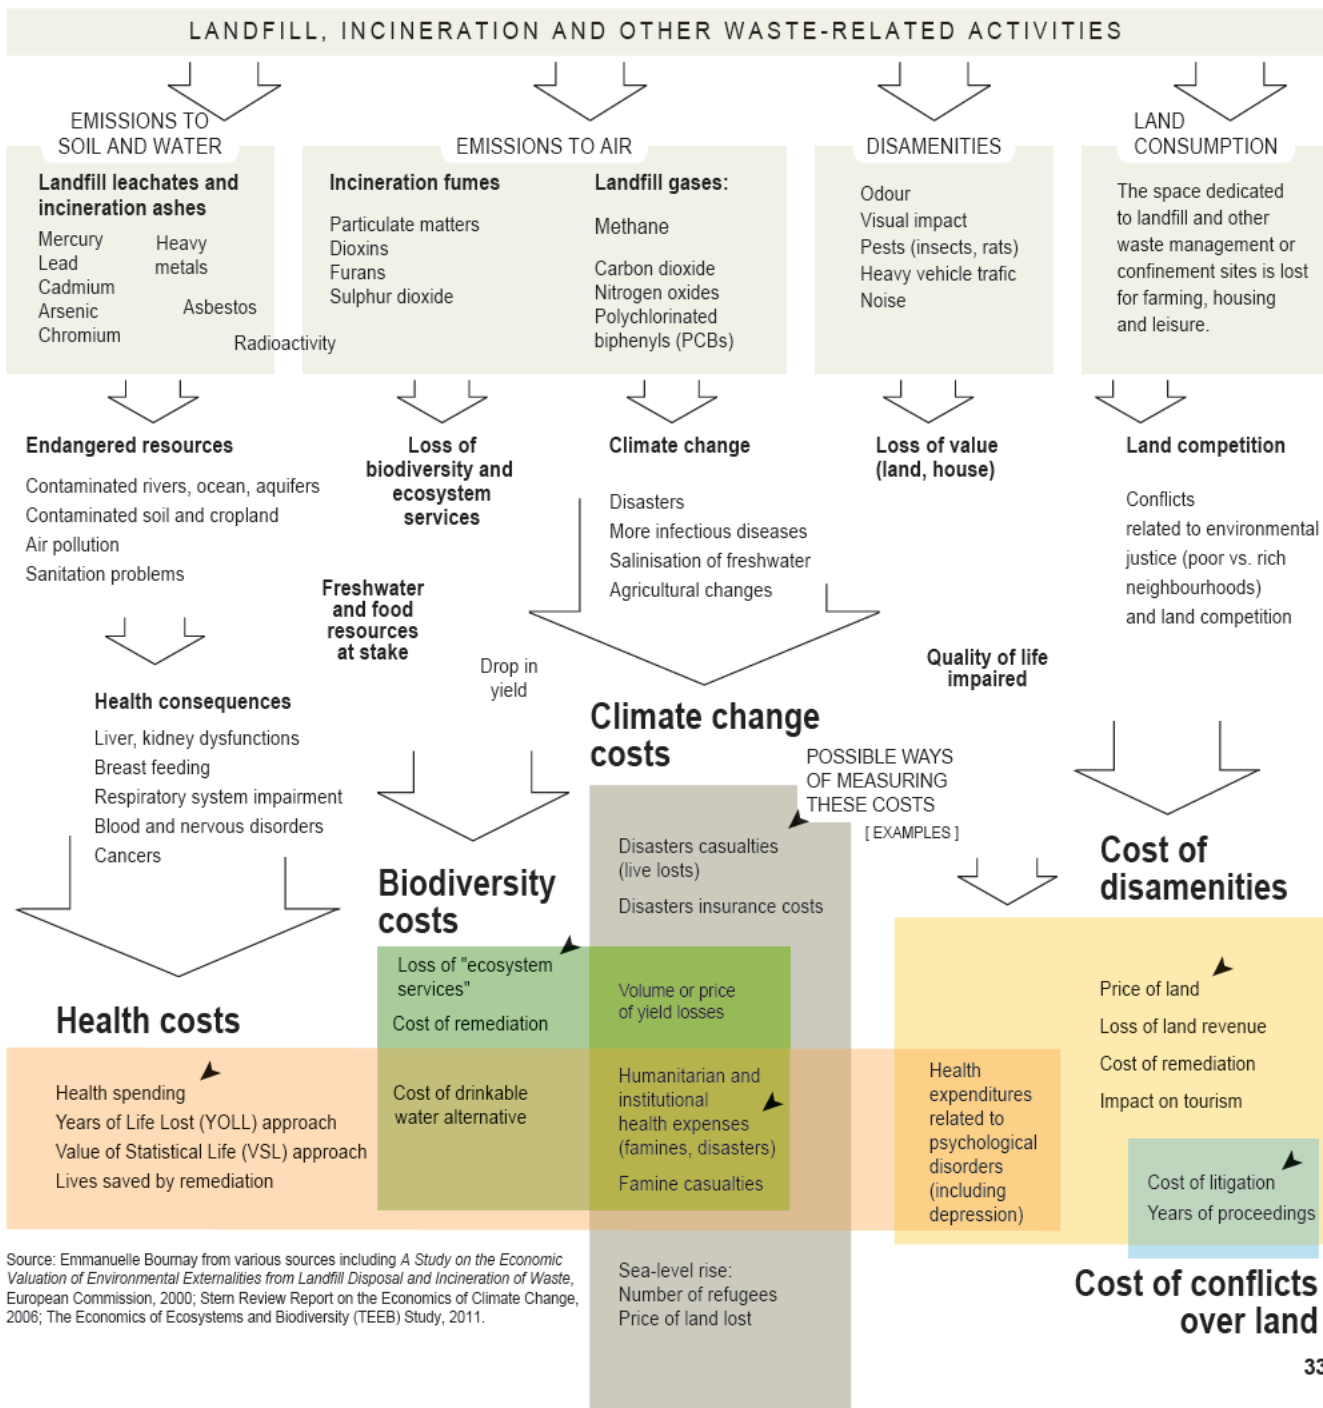 LANDFILL, INCINERATION AND OTHER WASTE-RELATED ACTIVITIES
EMISSIONS TO
SOIL AND WATER
Landfill leachates and
incineration ashes
Mercury
Lead
Cadmium
Arsenic
Chromium
Heavy
metals
Asbestos
Radioactivity
EMISSIONS TO AIR
Incineration fumes
Particulate matters
Dioxins
Furans
Sulphur dioxide
Landfill gases:
Methane
Carbon dioxide
Nitrogen oxides
Polychlorinated
biphenyls (PCBs)
DISAMENITIES
Odour
Visual impact
Pests (insects, rats)
Heavy vehicle trafic
Noise
LAND
CONSUMPTION
The space dedicated
to landfill and other
waste management or
confinement sites is lost
for farming, housing
and leisure.
Endangered resources
Contaminated rivers, ocean, aquifers
Contaminated soil and cropland
Air pollution
Sanitation problems
Loss of
biodiversity and
ecosystem
services
Climate change
Disasters
More infectious diseases
Salinisation of freshwater
Agricultural changes
Loss of value
(land, house)
Land competition
Conflicts
related to environmental
justice (poor vs. rich
neighbourhoods)
and land competition
Freshwater
and food
resources
at stake
Drop in
yield
Quality of life
impaired
Health consequences
Liver, kidney dysfunctions
Breast feeding
Respiratory system impairment
Blood and nervous disorders
Cancers
Climate change
costs
POSSIBLE WAYS
OF MEASURING
THESE COSTS
[ EXAMPLES ]
Disasters casualties
(live losts)
Disasters insurance costs
Biodiversity
costs
Loss of "ecosystem
services"
Cost of remediation
Volume or price
of yield losses
Cost of
disamenities
Price of land
Loss of land revenue
Cost of remediation
Impact on tourism
Health costs
Health spending
Years of Life Lost (YOLL) approach
Value of Statistical Life (VSL) approach
Lives saved by remediation
Cost of drinkable
water alternative
Humanitarian and
institutional
health expenses
(famines, disasters)
Famine casualties
Health
expenditures
related to
psychological
disorders
(including
depression)
Cost of litigation
Years of proceedings
Cost of conflicts
over land
Sea-level rise:
Number of refugees
Price of land lost
Source: Emmanuelle Bournay from various sources including A Study on the Economic
Valuation of Environmental Externalities from Landfill Disposal and Incineration of Waste,
European Commission, 2000; Stern Review Report on the Economics of Climate Change,
2006; The Economics of Ecosystems and Biodiversity (TEEB) Study, 2011.
33